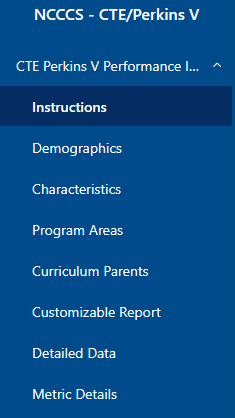 NCCCS - CTE/Perkins V
CTE Perkins V Performance I...
Instructions
Demographics
Characteristics
Program Areas
Curriculum Parents
Customizable Report
Detailed Data
Metric Details